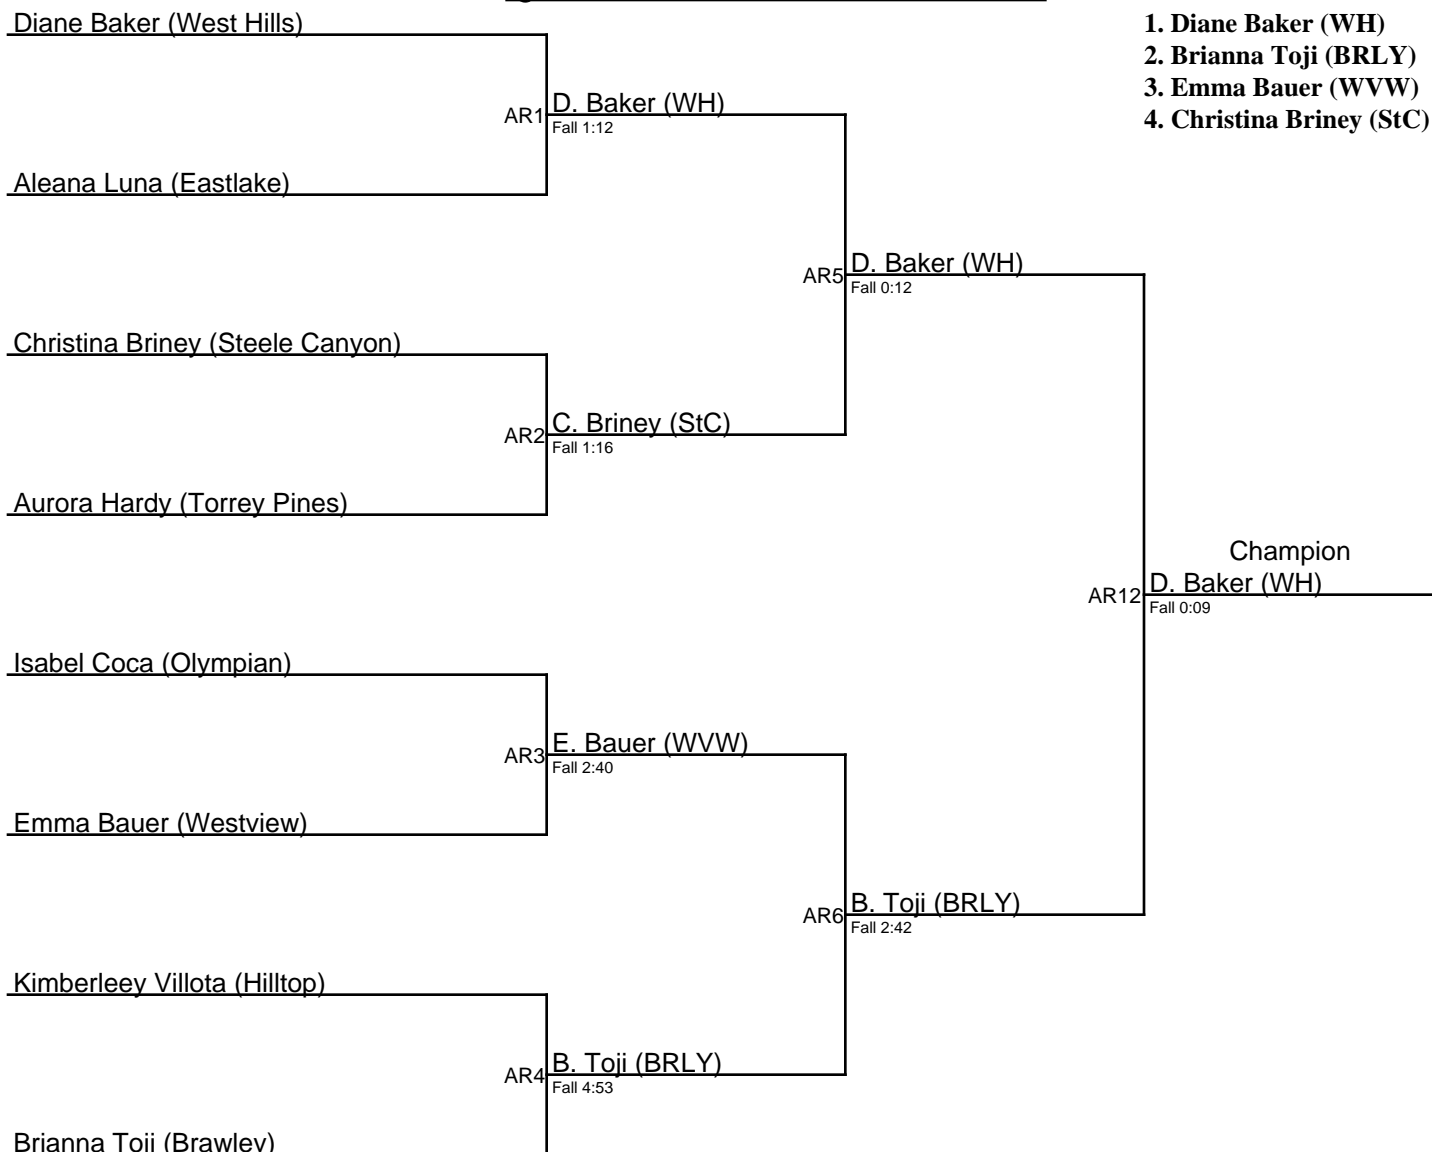 Diane Baker (West Hills)
1. Diane Baker (WH)
2. Brianna Toji (BRLY)
3. Emma Bauer (WVW)
4. Christina Briney (StC)
AR1
D. Baker (WH)
Fall 1:12
Aleana Luna (Eastlake)
AR5
D. Baker (WH)
Fall 0:12
Christina Briney (Steele Canyon)
AR2
C. Briney (StC)
Fall 1:16
Aurora Hardy (Torrey Pines)
Champion
AR12
D. Baker (WH)
Fall 0:09
Isabel Coca (Olympian)
AR3
E. Bauer (WVW)
Fall 2:40
Emma Bauer (Westview)
AR6
B. Toji (BRLY)
Fall 2:42
Kimberleey Villota (Hilltop)
AR4
B. Toji (BRLY)
Fall 4:53
Brianna Toji (Brawley)